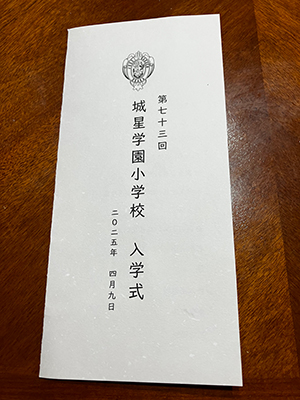 第七十三回
城星学園小学校 入学式
二〇二五年 四月九日